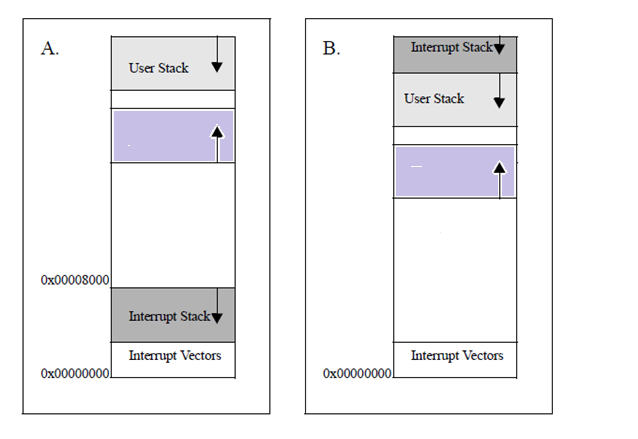 A.
User Stack
0x00008000
Interrupt Stack
Interrupt Vectors
0x00000000
B.
Interrupt Stack
User Stack
Interrupt Vectors
0x00000000